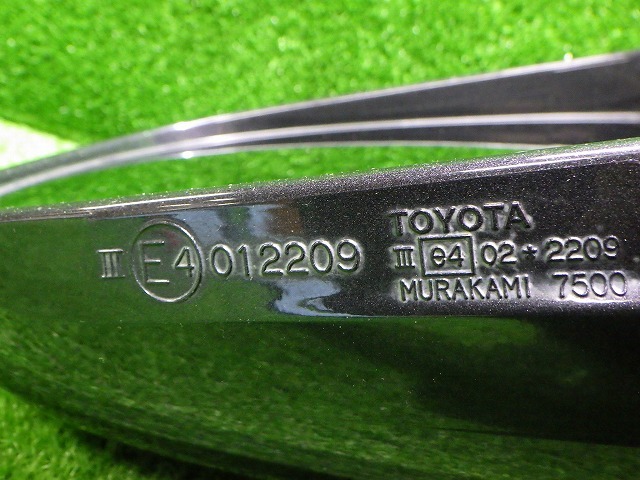 III E4 012209
TOYOTA
III e4 02*2209
MURAKAMI 7500